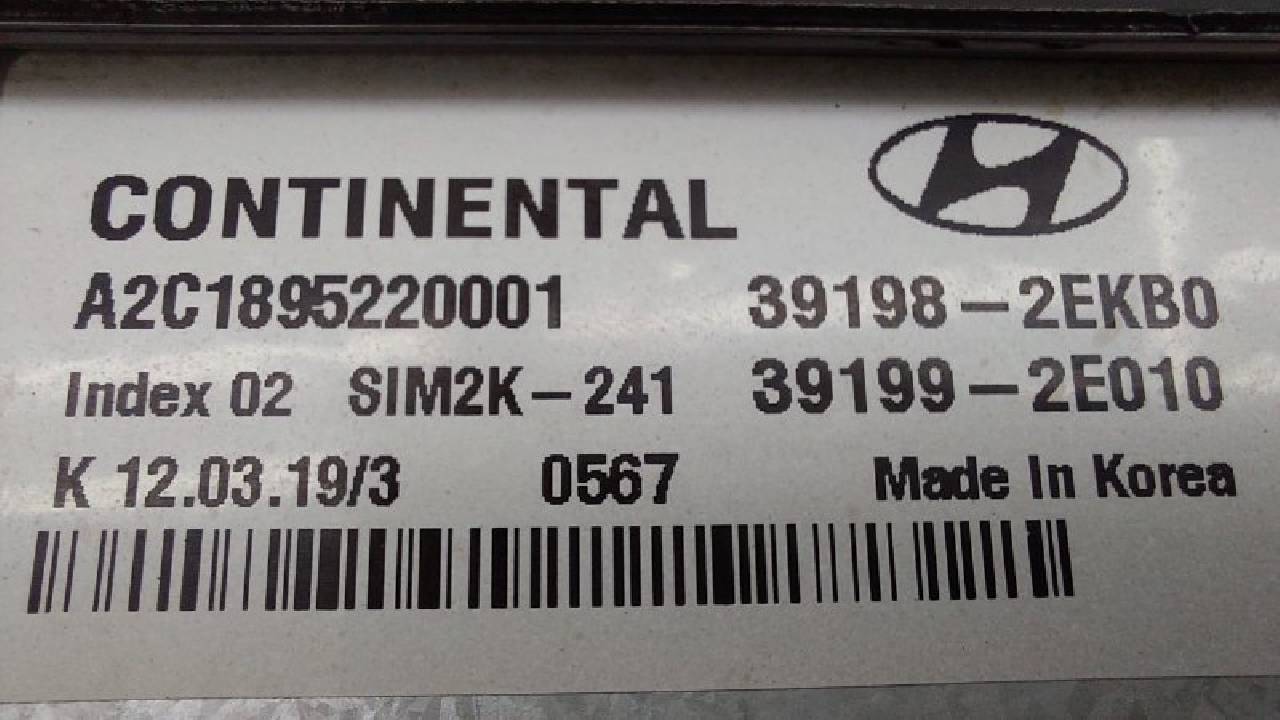 CONTINENTAL
A2C1895220001 39198-2EKB0
Index 02 SIM2K-241 39199-2E010
K 12.03.19/3 0567 Made In Korea